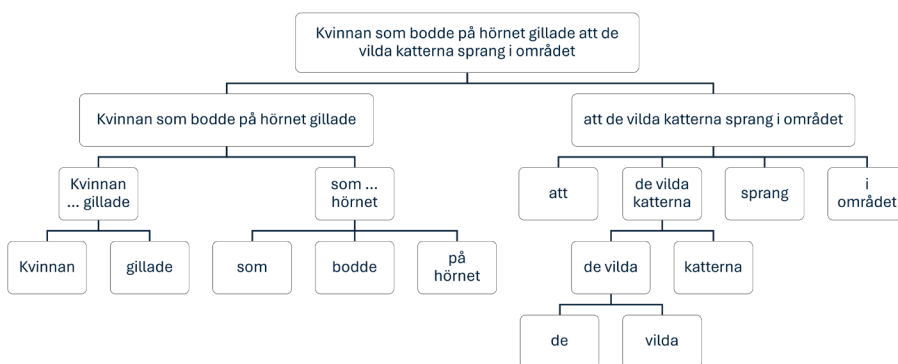 Kvinnan som bodde på hörnet gillade att de
vilda katterna sprang i området
Kvinnan som bodde på hörnet gillade
att de vilda katterna sprang i området
Kvinnan
... gillade
som ...
hörnet
att
de vilda
katterna
sprang
i
området
Kvinnan
gillade
som
bodde
på
hörnet
de vilda
katterna
de
vilda